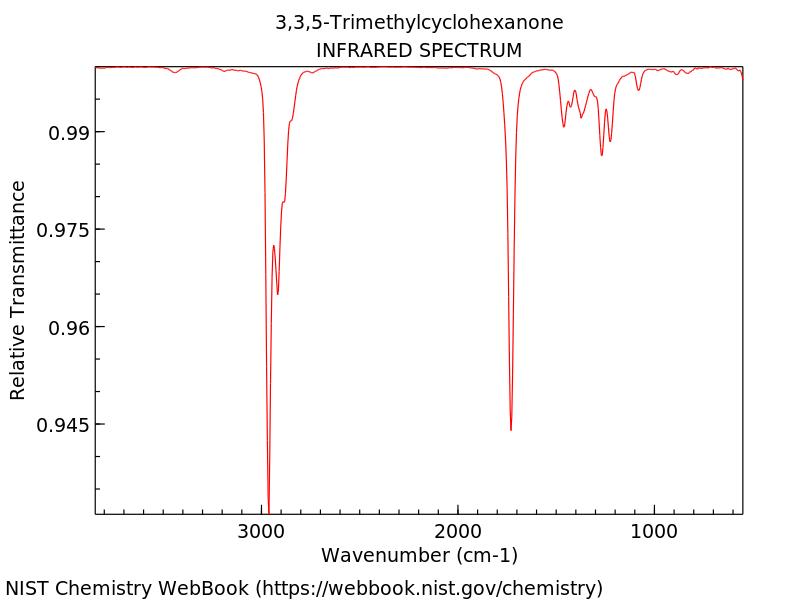 3,3,5-Trimethylcyclohexanone
INFRARED SPECTRUM
Relative Transmittance
0.99
0.975
0.96
0.945
3000 2000 1000
Wavenumber (cm-1)
NIST Chemistry WebBook (https://webbook.nist.gov/chemistry)